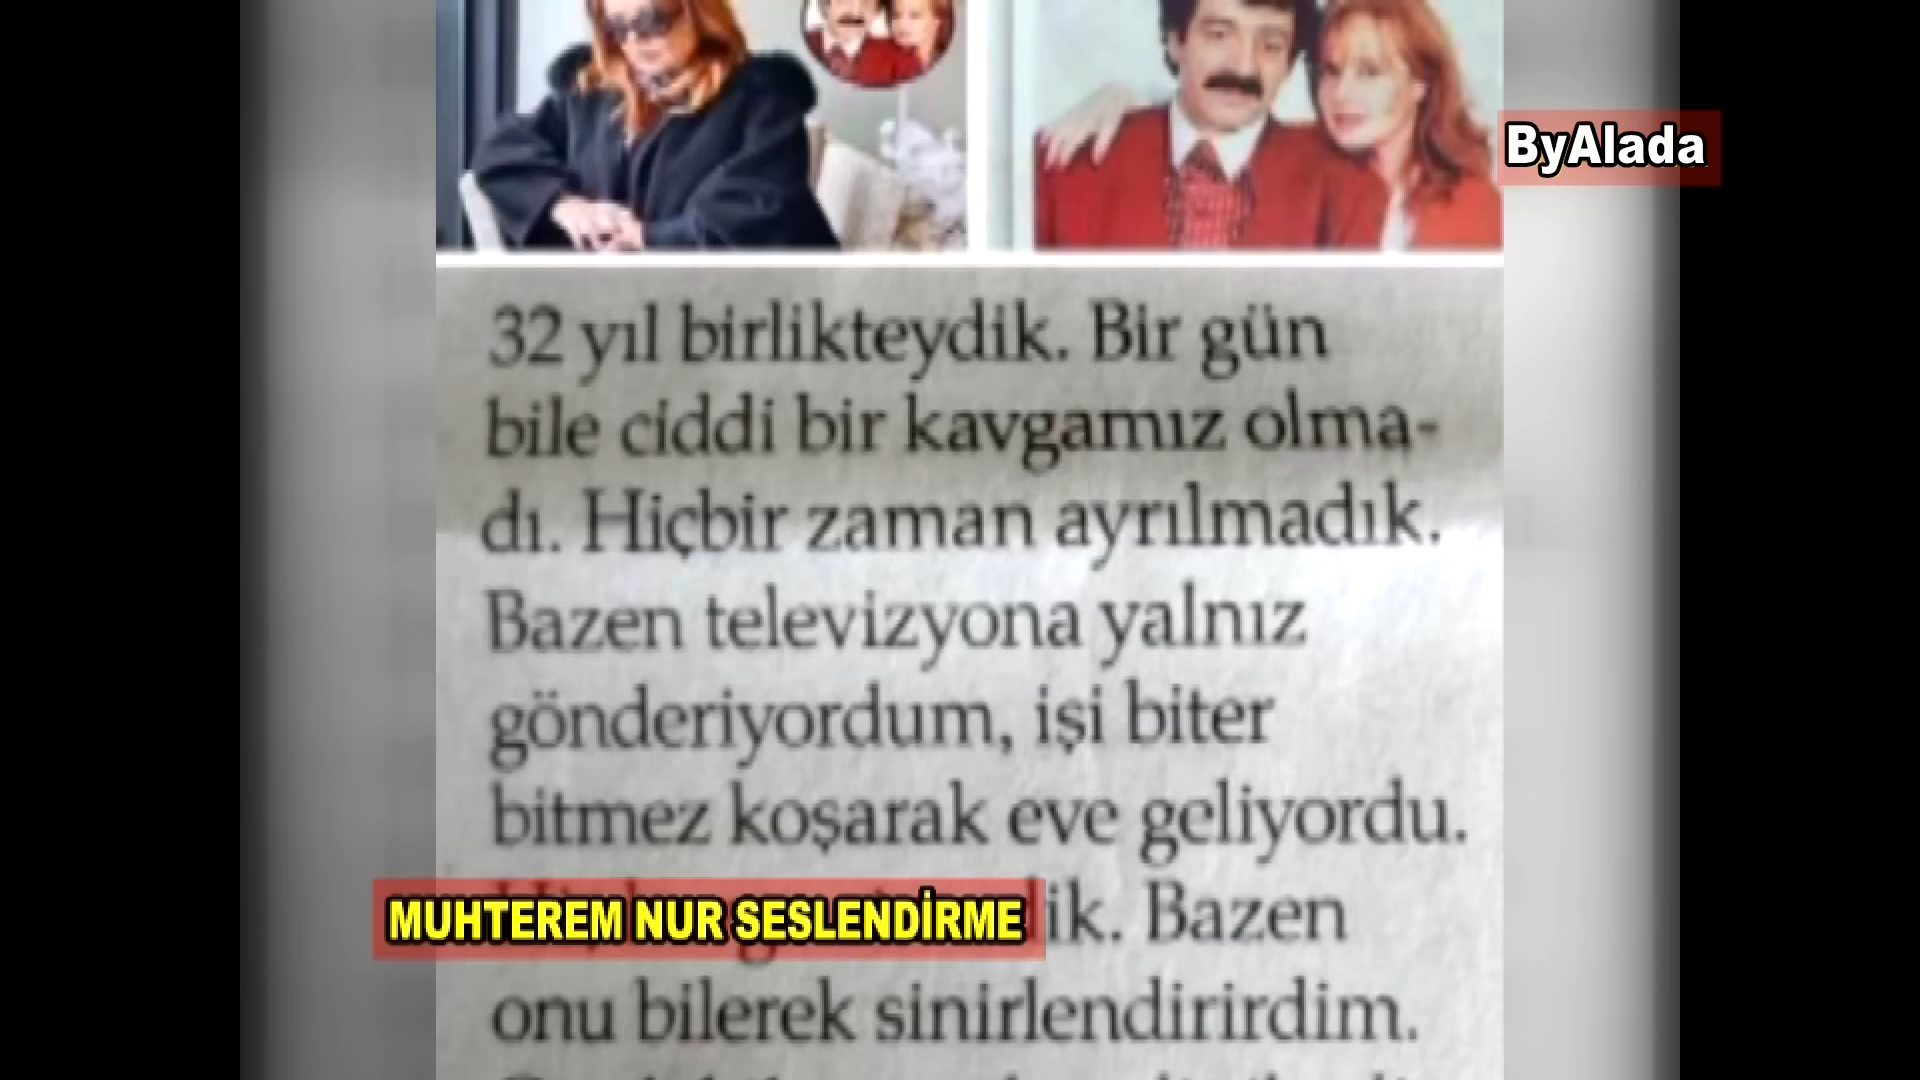 ByAlada
32 yıl birlikteydik. Bir gün
bile ciddi bir kavgamız olma-
dı. Hiçbir zaman ayrılmadık.
Bazen televizyona yalnız
gönderiyordum, işi biter
bitmez koşarak eve geliyordu.
ik. Bazen
MUHTEREM NUR SESLENDİRME
onu bilerek sinirlendirirdim.